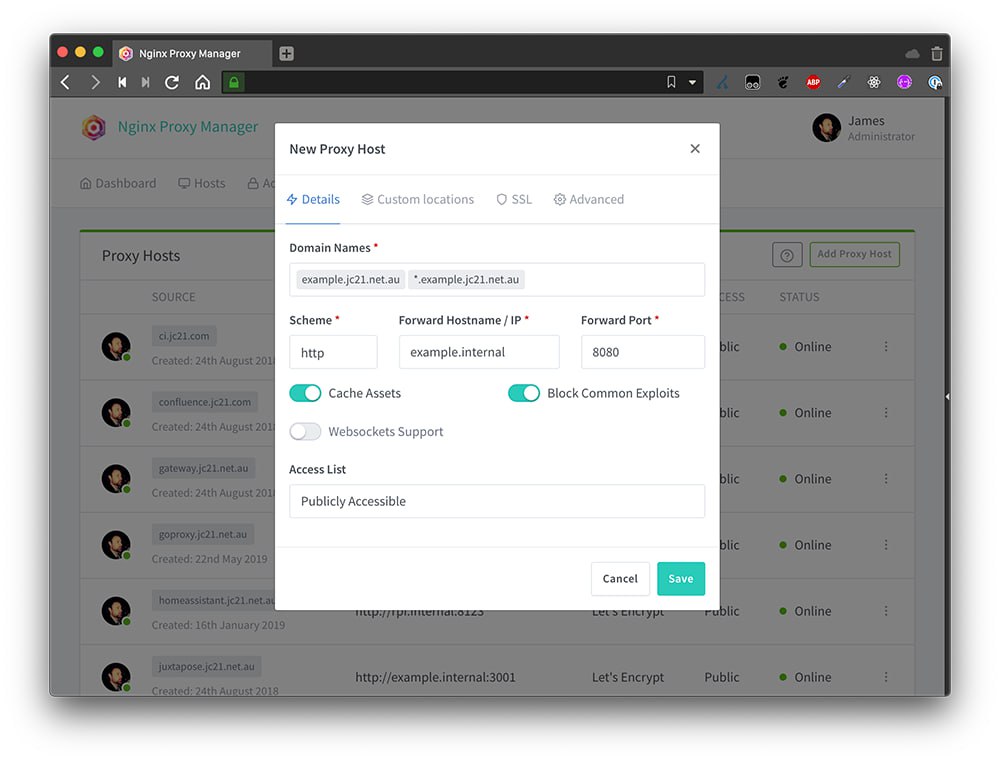 Nginx Proxy Manager
ABP
Nginx Proxy Manager
James
Administrator
Dashboard Hosts
New Proxy Host
Details Custom locations SSL Advanced
Domain Names *
example.jc21.net.au *.example.jc21.net.au
Scheme * Forward Hostname / IP * Forward Port *
http example.internal 8080
Cache Assets Block Common Exploits
Websockets Support
Access List
Publicly Accessible
Cancel Save
Proxy Hosts Add Proxy Host
SOURCE STATUS
ci.jc21.com Online
Created: 24th August 2018
confluence.jc21.com Online
Created: 24th August 2018
gateway.jc21.net.au Online
Created: 24th August 2018
goproxy.jc21.net.au Online
Created: 22nd May 2019
homeassistant.jc21.net.au http://rpi.internal:8123 Let's Encrypt Public Online
Created: 16th January 2019
juxtapose.jc21.net.au http://example.internal:3001 Let's Encrypt Public Online
Created: 24th August 2018